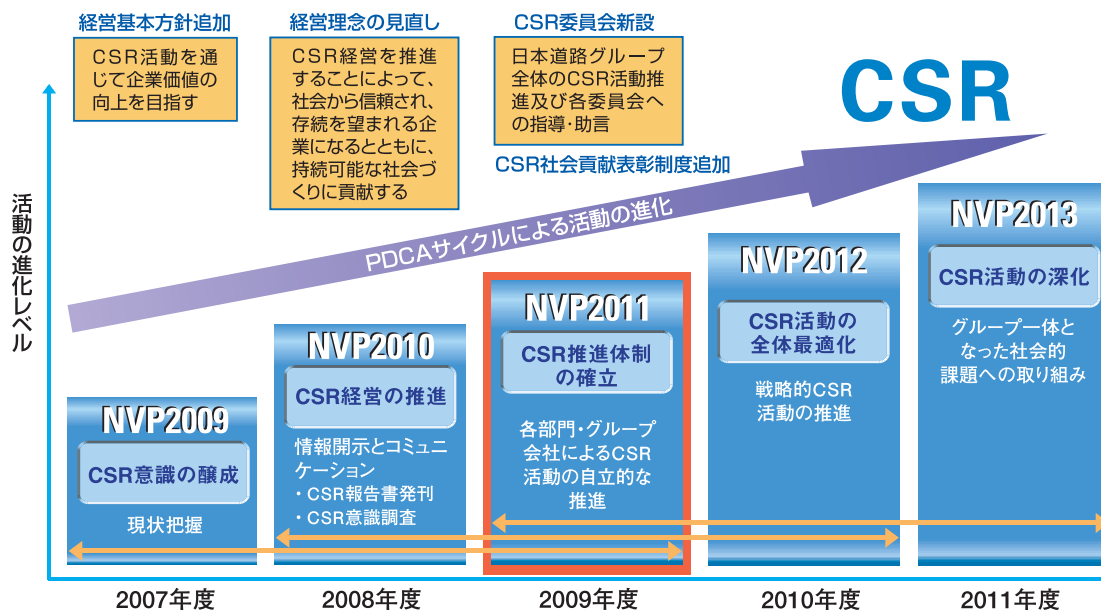 経営基本方針追加
CSR活動を通
じて企業価値の
向上を目指す
経営理念の見直し
CSR経営を推進
することによって、
社会から信頼され、
存続を望まれる企
業になるとともに、
持続可能な社会づ
くりに貢献する
CSR委員会新設
日本道路グループ
全体のCSR活動推
進及び各委員会へ
の指導・助言
CSR社会貢献表彰制度追加
CSR
PDCAサイクルによる活動の進化
活動の進化レベル
NVP2009
CSR意識の醸成
現状把握
NVP2010
CSR経営の推進
情報開示とコミュニ
ケーション
・CSR報告書発刊
・CSR意識調査
NVP2011
CSR推進体制
の確立
各部門・グループ
会社によるCSR
活動の自立的な
推進
NVP2012
CSR活動の
全体最適化
戦略的CSR
活動の推進
NVP2013
CSR活動の深化
グループ一体と
なった社会的
課題への取り組み
2007年度
2008年度
2009年度
2010年度
2011年度